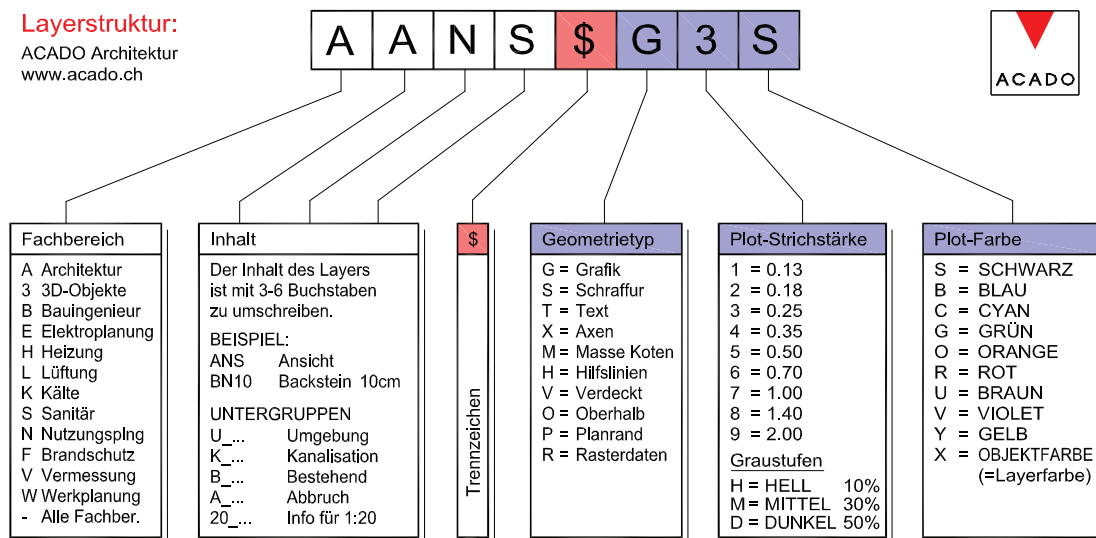 Layerstruktur:
ACADO Architektur
www.acado.ch
A A N S $ G 3 S
ACADO
Fachbereich
A Architektur
3 3D-Objekte
B Bauingenieur
E Elektroplanung
H Heizung
L Lüftung
K Kälte
S Sanitär
N Nutzungsplng
F Brandschutz
V Vermessung
W Werkplanung
- Alle Fachber.
Inhalt
Der Inhalt des Layers
ist mit 3-6 Buchstaben
zu umschreiben.
BEISPIEL:
ANS Ansicht
BN10 Backstein 10cm
UNTERGRUPPEN
U_... Umgebung
K_... Kanalisation
B_... Bestehend
A_... Abbruch
20_... Info für 1:20
$
Trennzeichen
Geometrietyp
G = Grafik
S = Schraffur
T = Text
X = Axen
M = Masse Koten
H = Hilfslinien
V = Verdeckt
O = Oberhalb
P = Planrand
R = Rasterdaten
Plot-Strichstärke
1 = 0.13
2 = 0.18
3 = 0.25
4 = 0.35
5 = 0.50
6 = 0.70
7 = 1.00
8 = 1.40
9 = 2.00
Graustufen
H = HELL 10%
M = MITTEL 30%
D = DUNKEL 50%
Plot-Farbe
S = SCHWARZ
B = BLAU
C = CYAN
G = GRÜN
O = ORANGE
R = ROT
U = BRAUN
V = VIOLET
Y = GELB
X = OBJEKTFARBE
(=Layerfarbe)